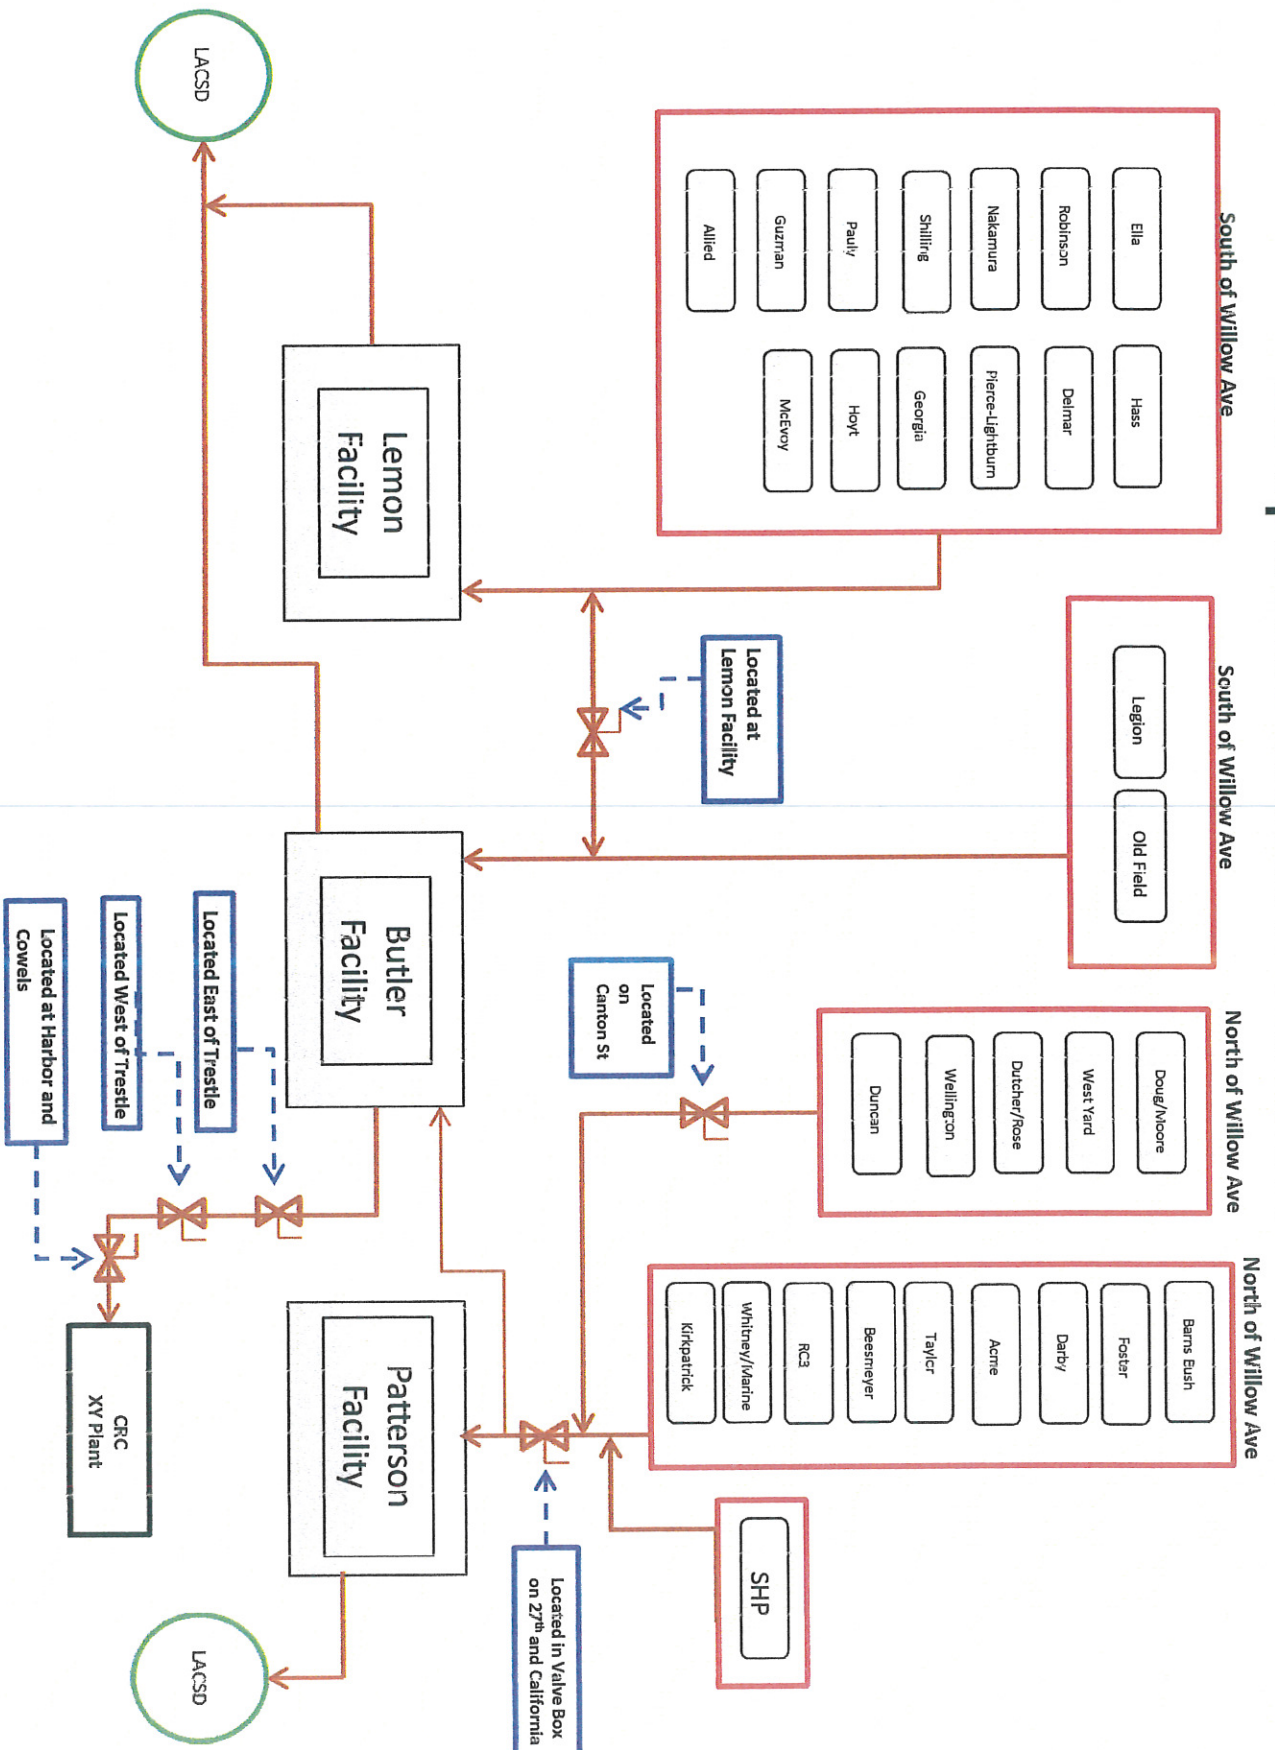 South of Willow Ave
Ella
Hass
Robinson
Delmar
Nakamura
Pierce-Lightburn
Shilling
Georgia
Pauly
Hoyt
Guzman
McEvoy
Allied
South of Willow Ave
Legion
Old Field
North of Willow Ave
Doug/Moore
West Yard
Dutcher/Rose
Wellington
Duncan
North of Willow Ave
Barns Bush
Foster
Darby
Acme
Taylor
Beesmeyer
RC3
Whitney/Marine
Kirkpatrick
SHP
Located at
Lemon Facility
Located
on
Canton St
Located in Valve Box
on 27th and California
Lemon
Facility
Butler
Facility
Patterson
Facility
LACSD
Located East of Trestle
Located West of Trestle
Located at Harbor and
Cowels
CRC
XY Plant
LACSD